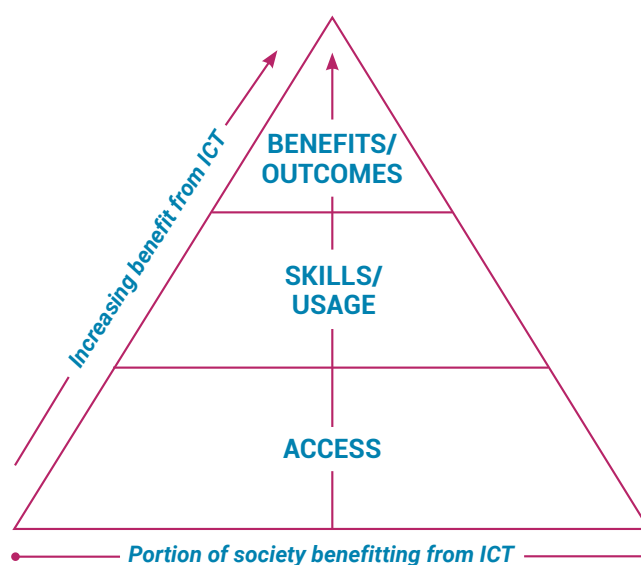 BENEFITS/
OUTCOMES
SKILLS/
USAGE
ACCESS
Increasing benefit from ICT
Portion of society benefitting from ICT